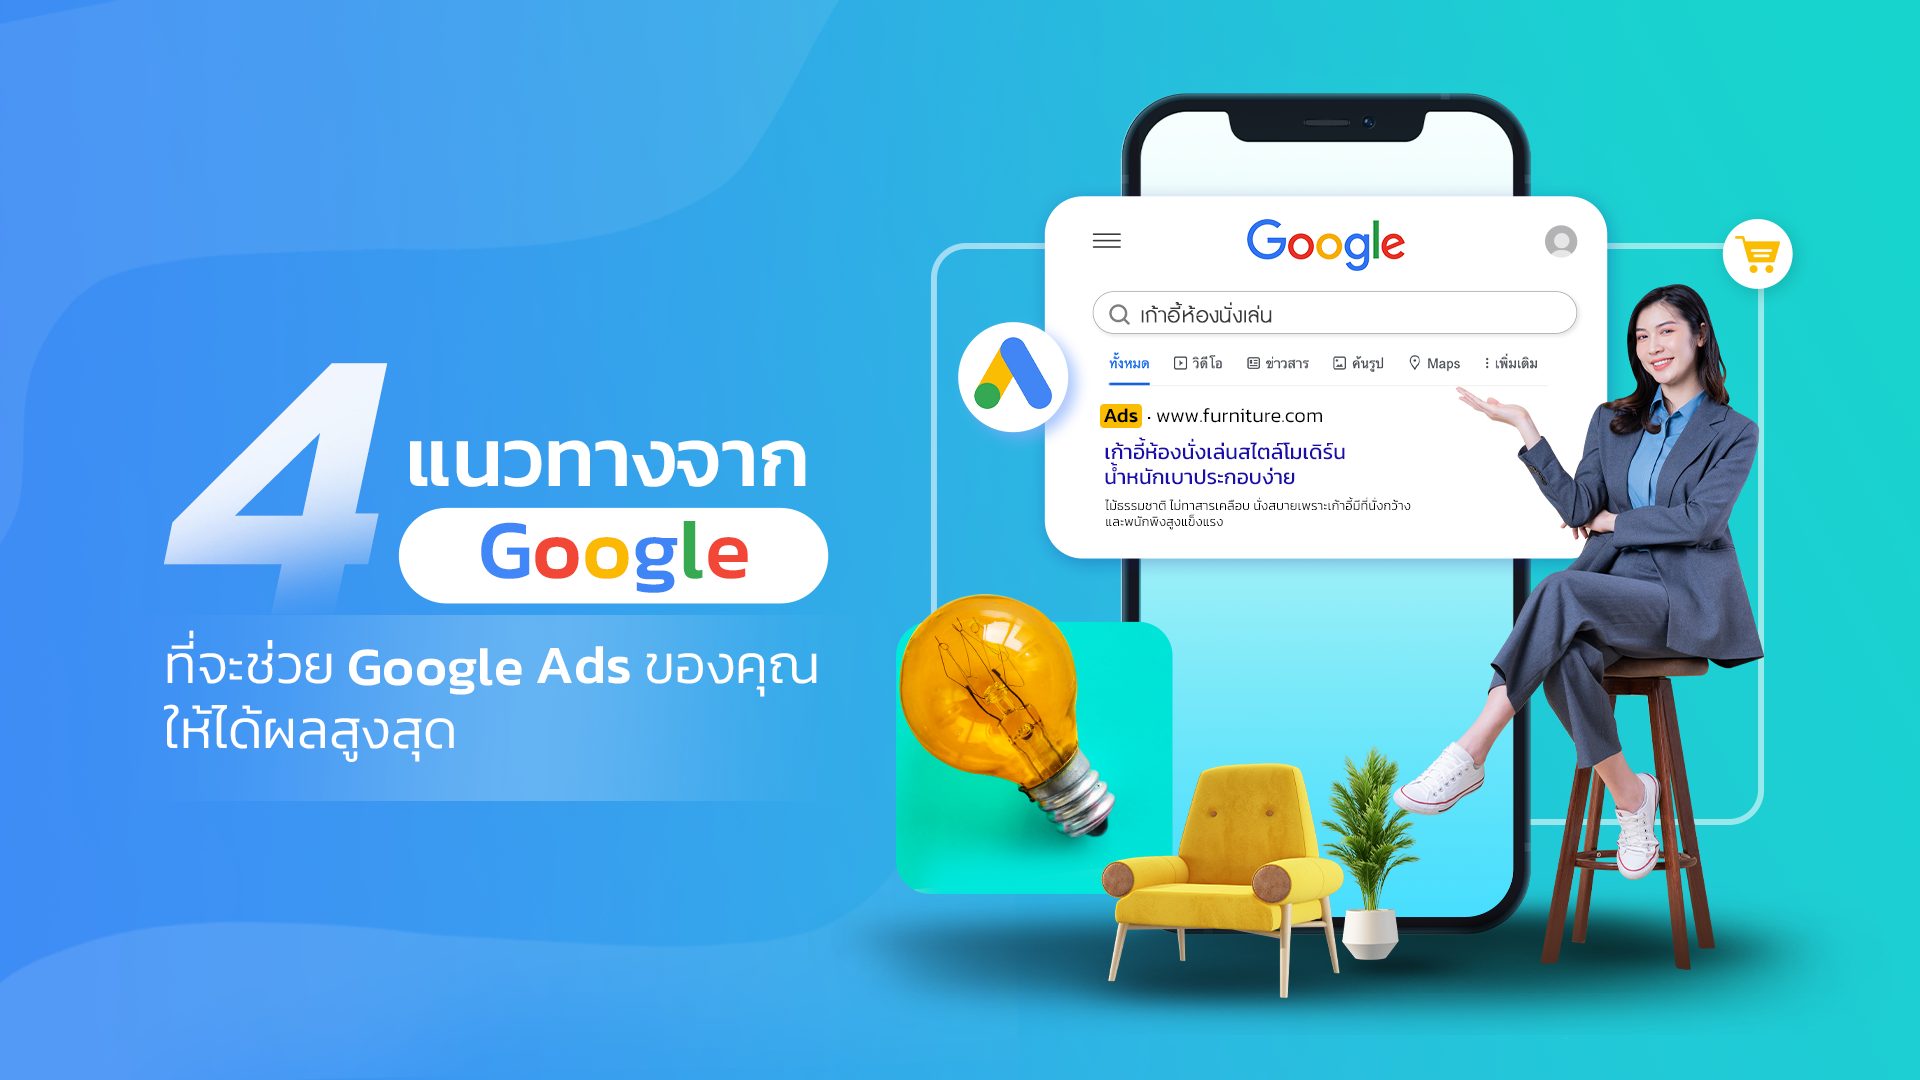 4 แนวทางจาก
Google
ที่จะช่วย Google Ads ของคุณ
ให้ได้ผลสูงสุด
Google
เก้าอี้ห้องนั่งเล่น
ทั้งหมด วิดีโอ ข่าวสาร ค้นรูป Maps เพิ่มเติม
Ads · www.furniture.com
เก้าอี้ห้องนั่งเล่นสไตล์โมเดิร์น
น้ำหนักเบาประกอบง่าย
ไม้ธรรมชาติ ไม่ทาสารเคลือบ นั่งสบายเพราะเก้าอี้มีที่นั่งกว้าง
และพนักพิงสูงแข็งแรง